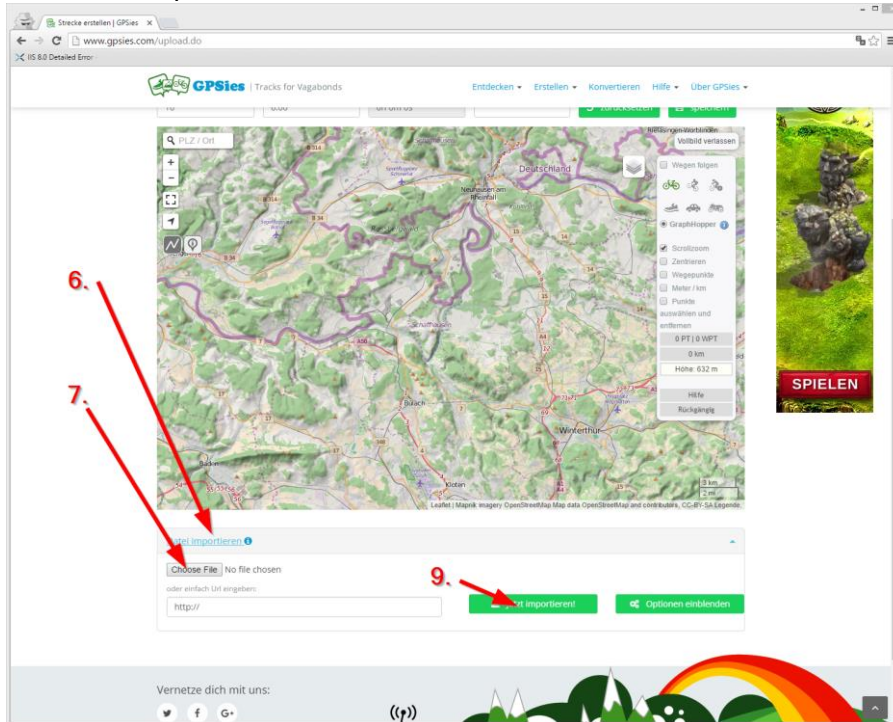 Strecke erstellen | GPSies
www.gpsies.com/upload.do
IIS 8.0 Detailed Error
GPSies | Tracks for Vagabonds
Entdecken
Erstellen
Konvertieren
Hilfe
Über GPSies
zurücksetzen
speichern
PLZ / Ort
Vollbild verlassen
Deutschland
Neuhausen am
Rheinfall
B 314
B 34
Schaffhausen
Bülach
Winterthur
Kloten
Baden
Wegen folgen
GraphHopper
Scrollzoom
Zentrieren
Wegepunkte
Meter / km
Punkte
auswählen und
entfernen
0 PT | 0 WPT
0 km
Höhe: 632 m
Hilfe
Rückgängig
3 km
2 mi
Leaflet | Mapnik imagery OpenStreetMap Map data OpenStreetMap and contributors, CC-BY-SA Legende.
SPIELEN
6.
7.
Datei importieren
Choose File No file chosen
oder einfach Url eingeben:
http://
9.
Jetzt importieren!
Optionen einblenden
Vernetze dich mit uns: